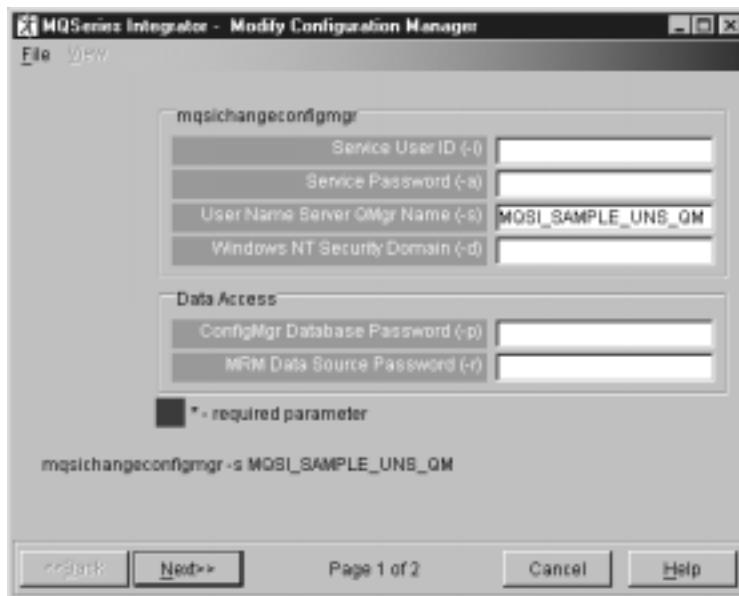 MQSeries Integrator - Modify Configuration Manager
File View
mqsichangeconfigmgr
Service User ID (-i)
Service Password (-a)
User Name Server QMgr Name (-s) MQSI_SAMPLE_UNS_QM
Windows NT Security Domain (-d)
Data Access
ConfigMgr Database Password (-p)
MRM Data Source Password (-r)
* - required parameter
mqsichangeconfigmgr -s MQSI_SAMPLE_UNS_QM
<<Back Next>> Page 1 of 2 Cancel Help